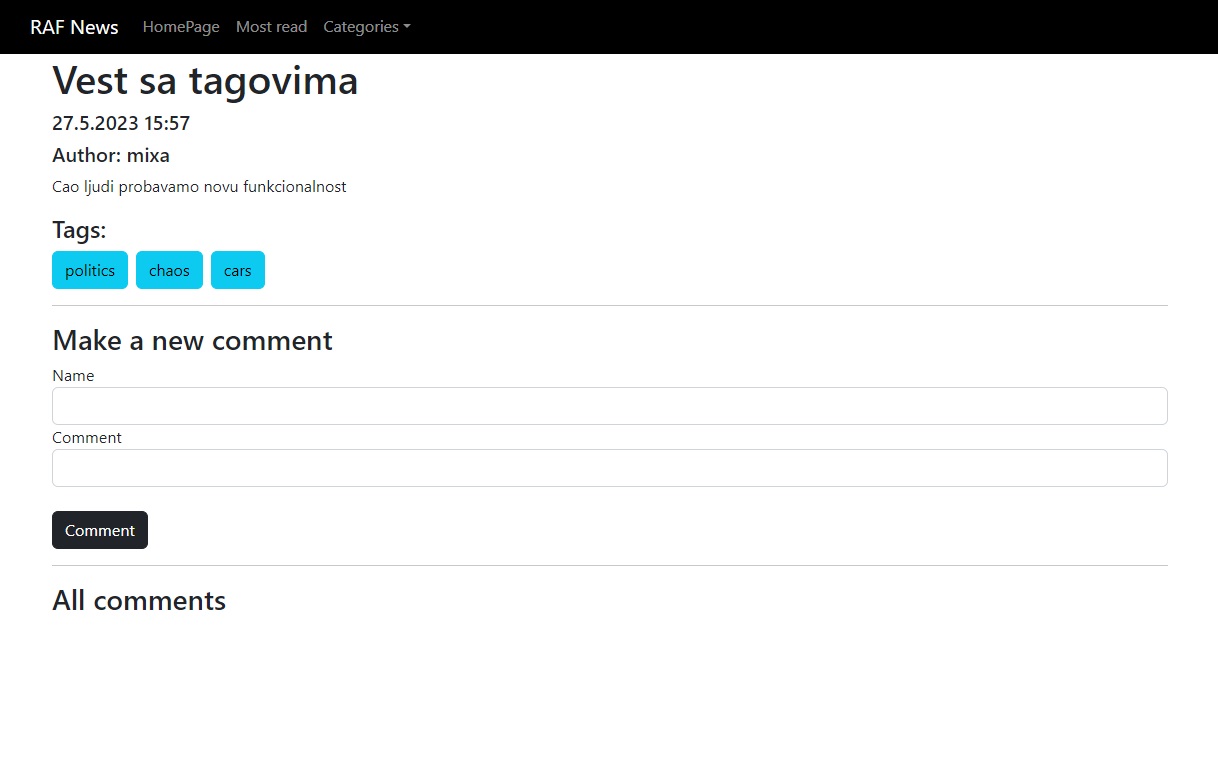 RAF News HomePage Most read Categories
Vest sa tagovima
27.5.2023 15:57
Author: mixa
Cao ljudi probavamo novu funkcionalnost
Tags:
politics chaos cars
Make a new comment
Name
Comment
Comment
All comments